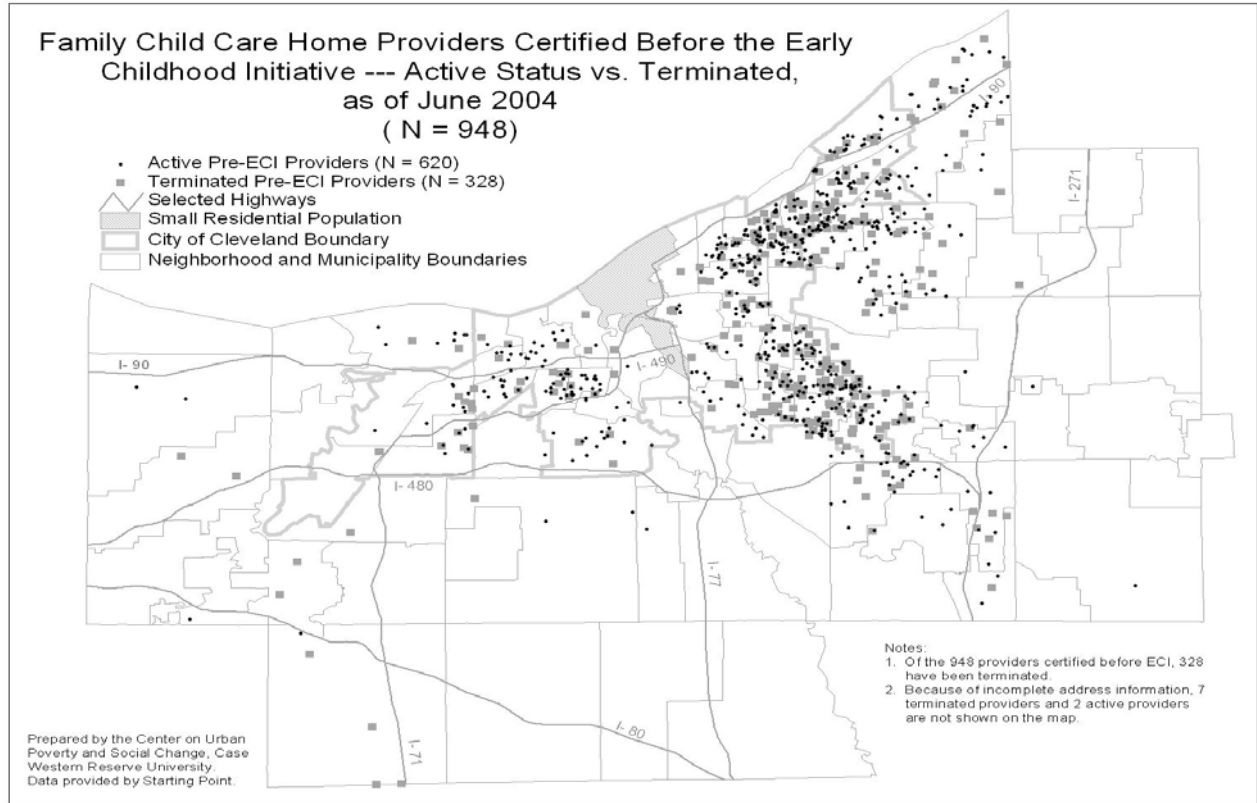 Family Child Care Home Providers Certified Before the Early
Childhood Initiative --- Active Status vs. Terminated,
as of June 2004
( N = 948)
Active Pre-ECI Providers (N = 620)
Terminated Pre-ECI Providers (N = 328)
Selected Highways
Small Residential Population
City of Cleveland Boundary
Neighborhood and Municipality Boundaries
I- 90
I- 271
I- 90
I- 490
I- 480
I- 77
I- 71
I- 80
Notes:
1. Of the 948 providers certified before ECI, 328
have been terminated.
2. Because of incomplete address information, 7
terminated providers and 2 active providers
are not shown on the map.
Prepared by the Center on Urban
Poverty and Social Change, Case
Western Reserve University.
Data provided by Starting Point.